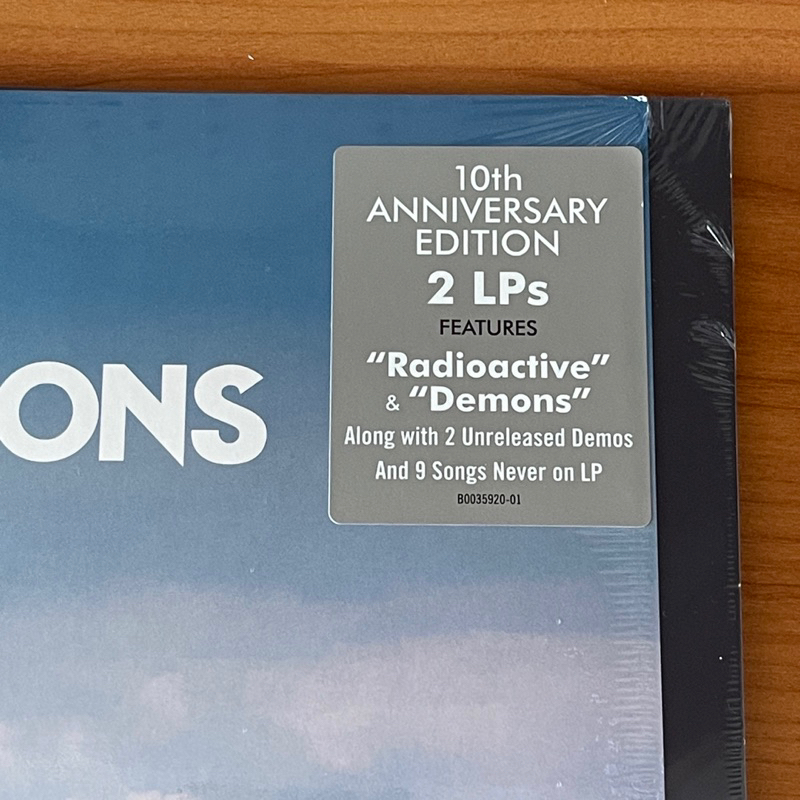 10th
ANNIVERSARY
EDITION
2 LPs
FEATURES
“Radioactive”
& “Demons”
Along with 2 Unreleased Demos
And 9 Songs Never on LP
B0035920-01
ONS